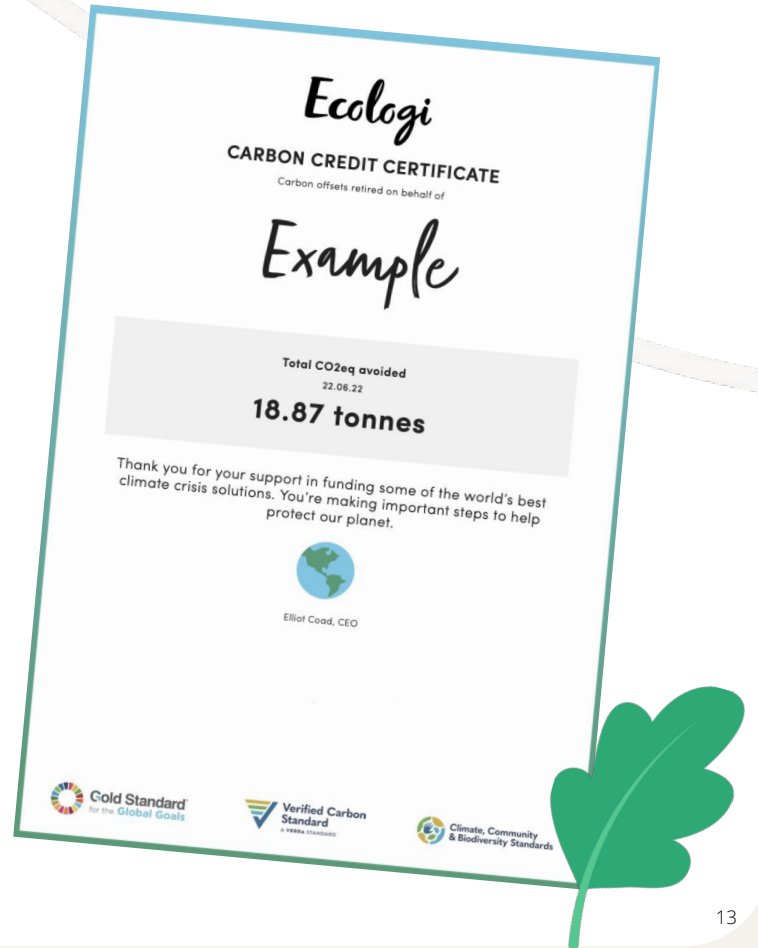 Ecologi
CARBON CREDIT CERTIFICATE
Carbon offsets retired on behalf of
Example
Total CO2eq avoided
22.06.22
18.87 tonnes
Thank you for your support in funding some of the world's best
climate crisis solutions. You're making important steps to help
protect our planet.
Elliot Coad, CEO
Gold Standard
for the Global Goals
Verified Carbon
Standard
A VERRA STANDARD
Climate, Community
& Biodiversity Standards
13